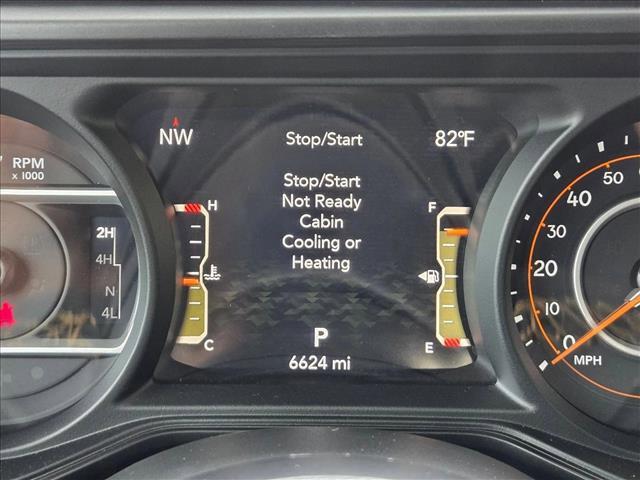 NW Stop/Start 82°F
RPM
x 1000
Stop/Start
Not Ready
Cabin
Cooling or
Heating
2H
4H
N
4L
H
C
F
E
P
6624 mi
50
40
30
20
10
0
MPH